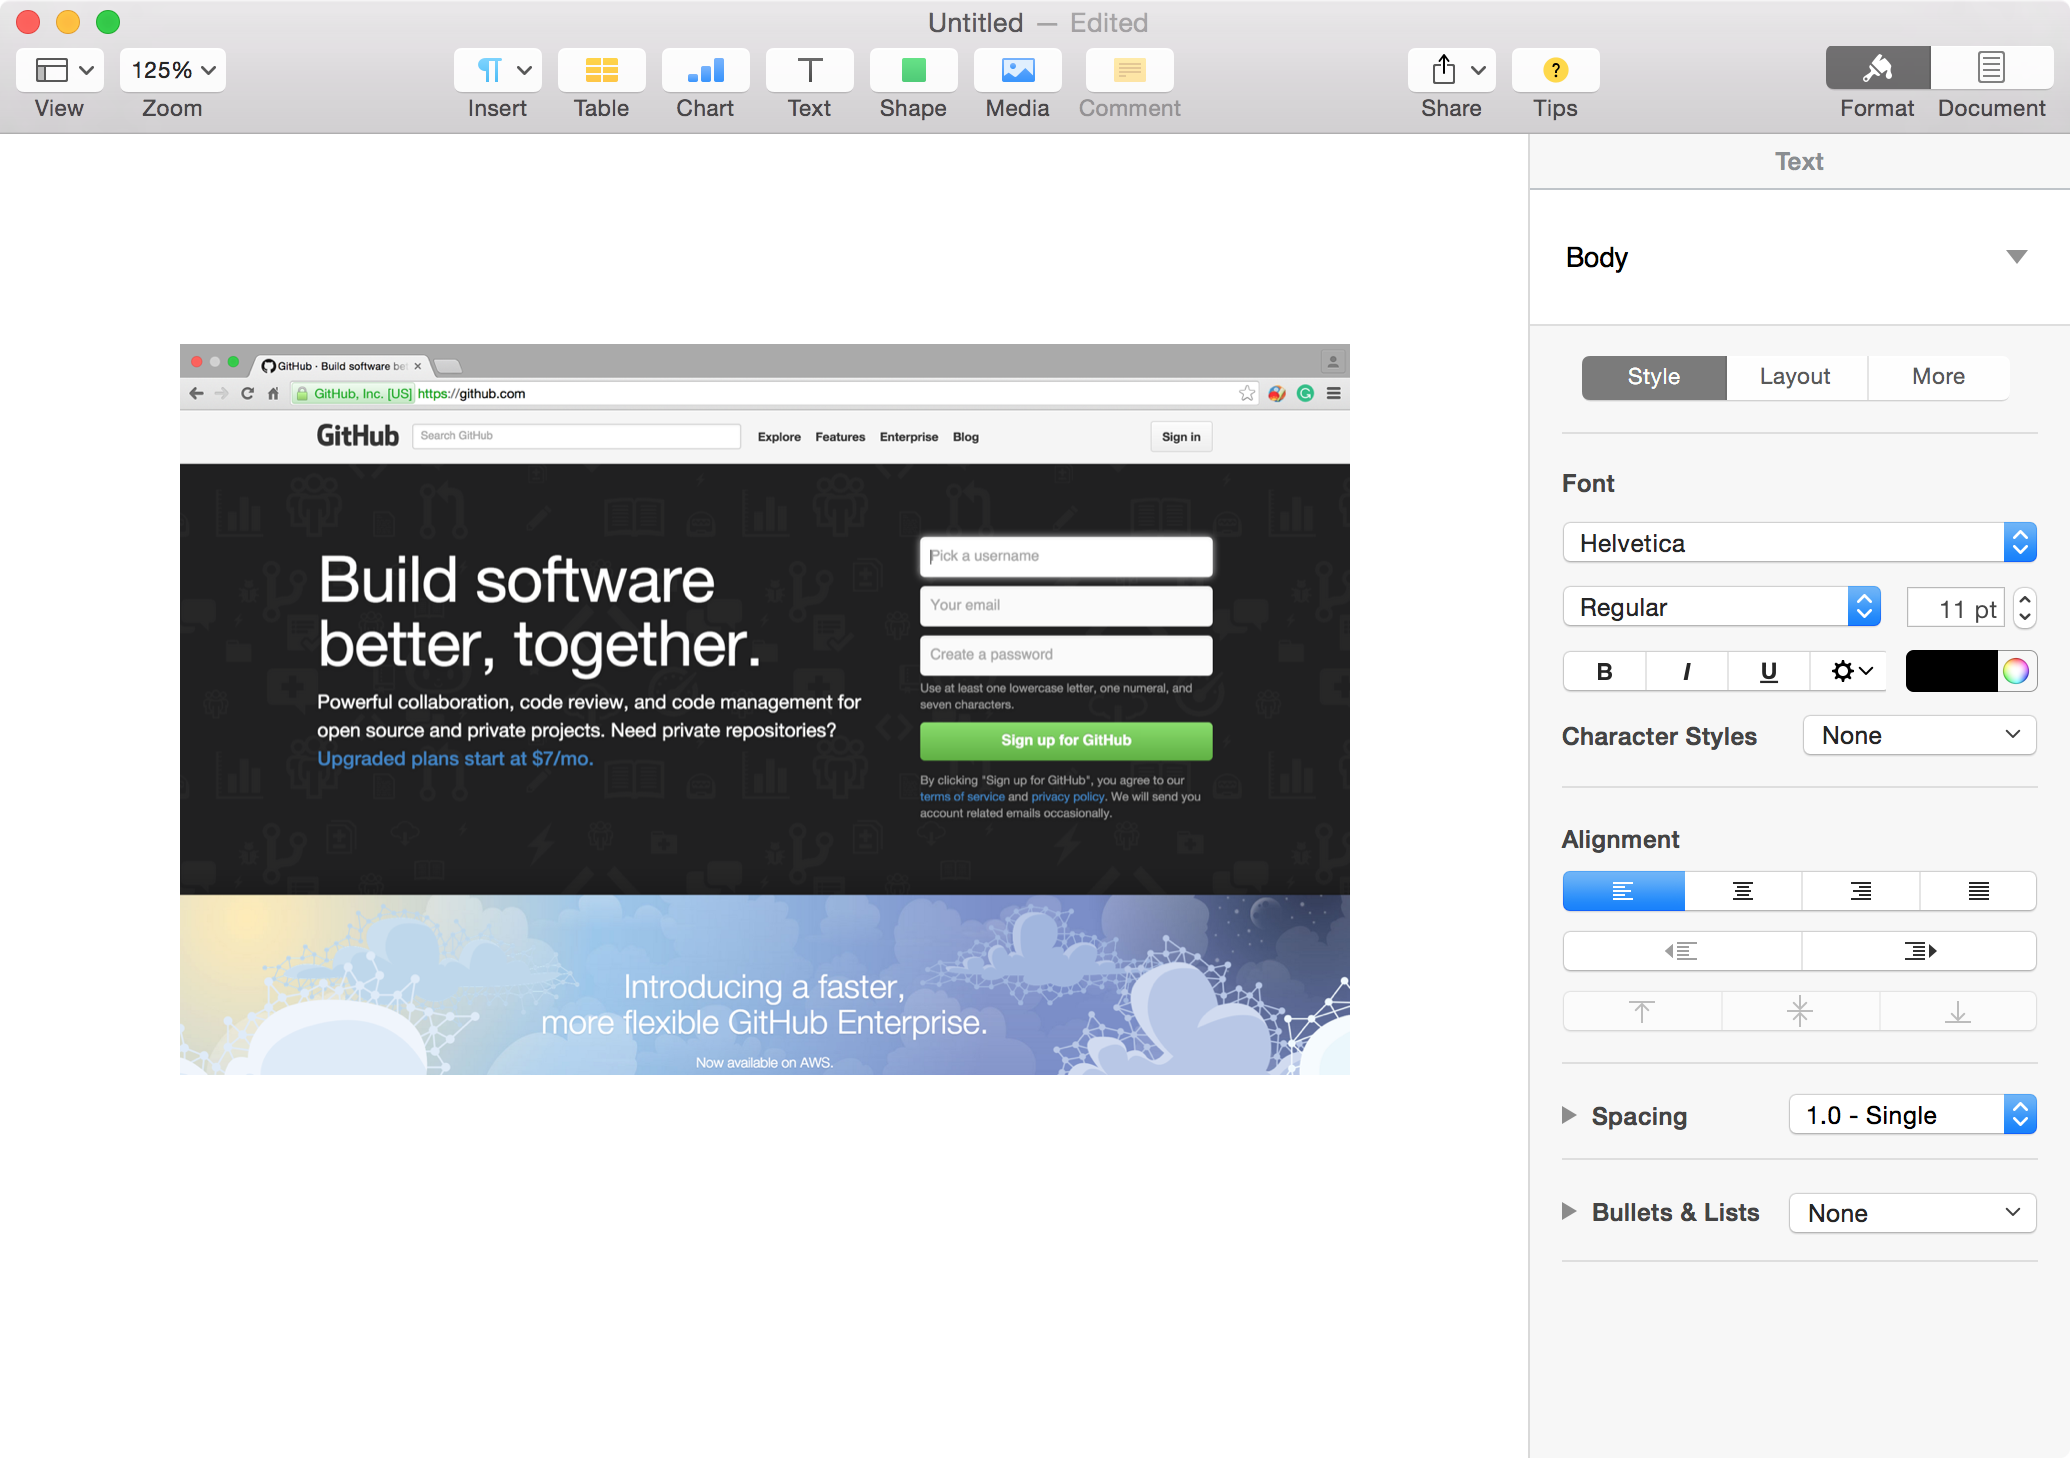 Untitled — Edited
125%
View
Zoom
Insert
Table
Chart
Text
Shape
Media
Comment
Share
Tips
Format
Document
GitHub · Build software be
GitHub, Inc. [US] https://github.com
GitHub
Search GitHub
Explore
Features
Enterprise
Blog
Sign in
Build software
better, together.
Powerful collaboration, code review, and code management for
open source and private projects. Need private repositories?
Upgraded plans start at $7/mo.
Pick a username
Your email
Create a password
Use at least one lowercase letter, one numeral, and
seven characters.
Sign up for GitHub
By clicking "Sign up for GitHub", you agree to our
terms of service and privacy policy. We will send you
account related emails occasionally.
Introducing a faster,
more flexible GitHub Enterprise.
Now available on AWS.
Text
Body
Style
Layout
More
Font
Helvetica
Regular
11 pt
B
I
U
Character Styles
None
Alignment
Spacing
1.0 - Single
Bullets & Lists
None